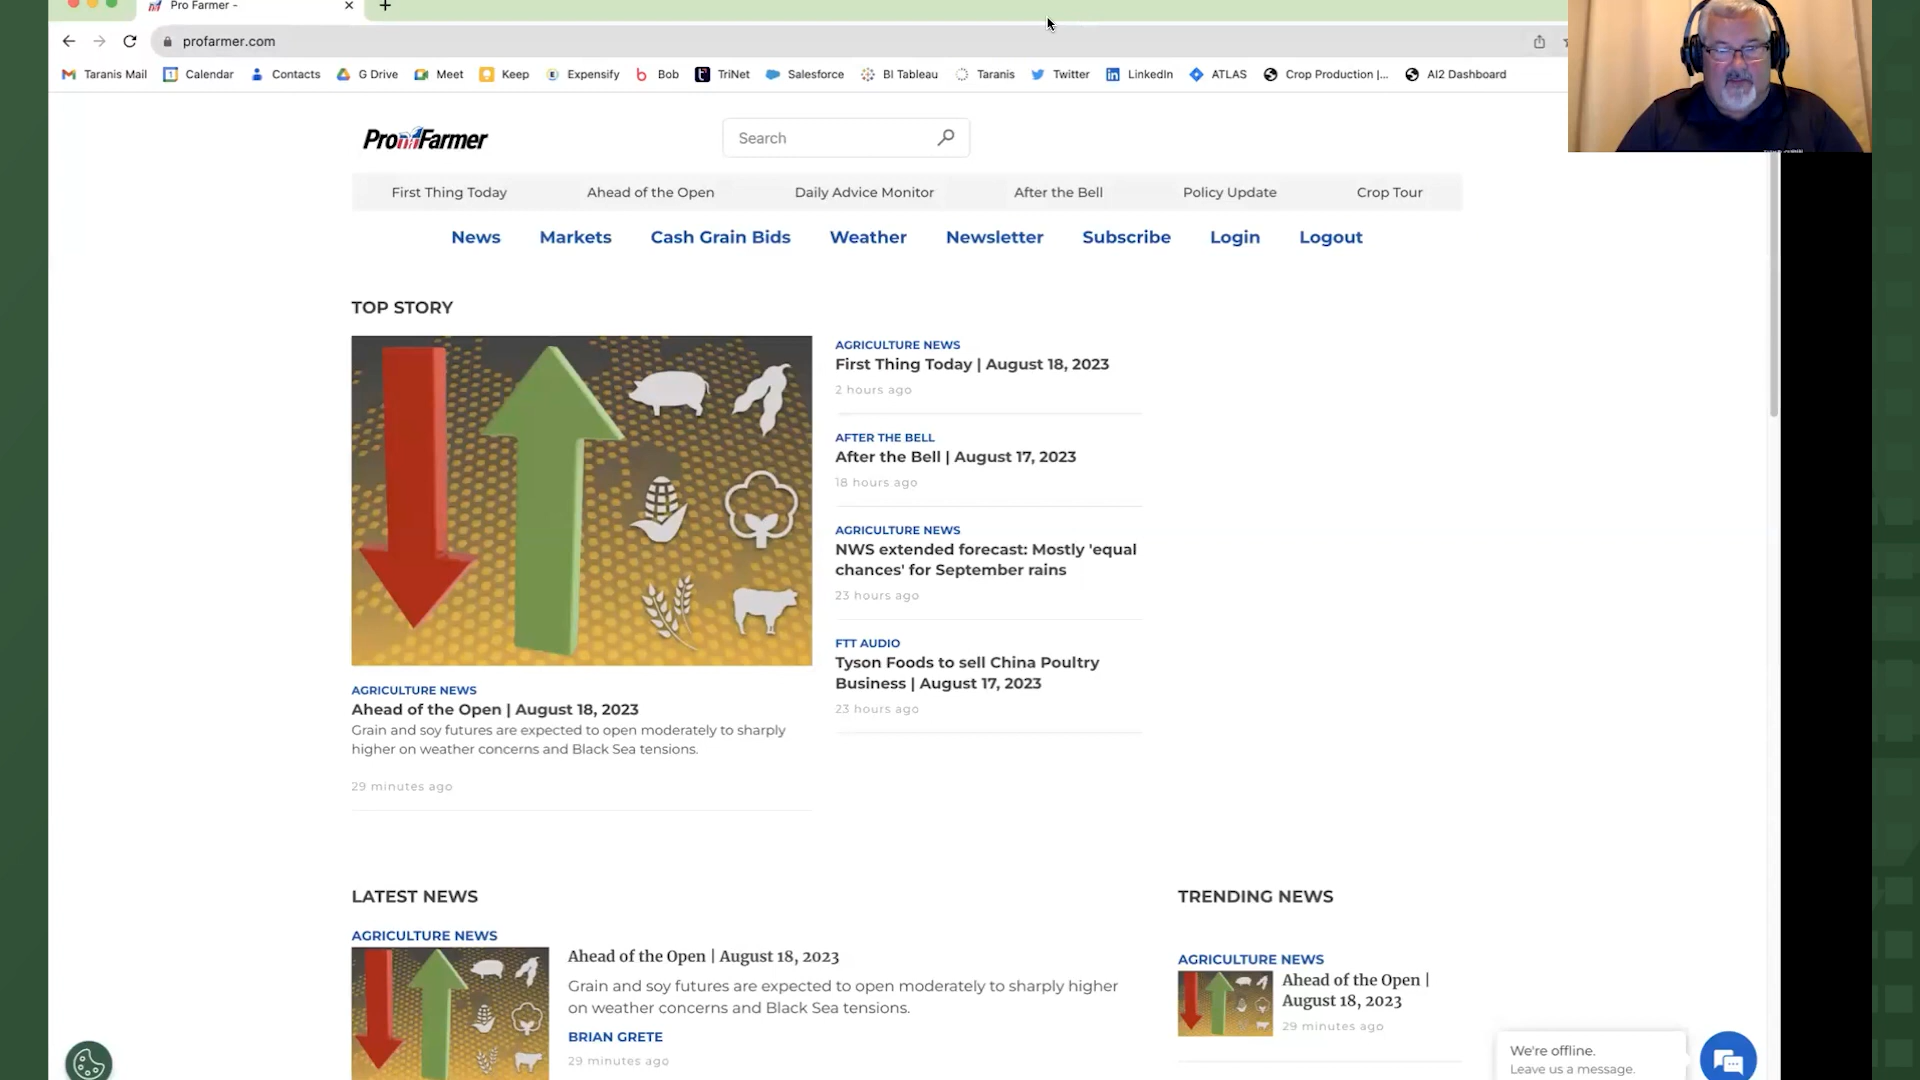 Pro Farmer -
profarmer.com
Taranis Mail Calendar Contacts G Drive Meet Keep Expensify Bob TriNet Salesforce BI Tableau Taranis Twitter LinkedIn ATLAS Crop Production |... AI2 Dashboard
Pro Farmer
Search
First Thing Today Ahead of the Open Daily Advice Monitor After the Bell Policy Update Crop Tour
News Markets Cash Grain Bids Weather Newsletter Subscribe Login Logout
TOP STORY
AGRICULTURE NEWS
Ahead of the Open | August 18, 2023
Grain and soy futures are expected to open moderately to sharply
higher on weather concerns and Black Sea tensions.
29 minutes ago
AGRICULTURE NEWS
First Thing Today | August 18, 2023
2 hours ago
AFTER THE BELL
After the Bell | August 17, 2023
18 hours ago
AGRICULTURE NEWS
NWS extended forecast: Mostly 'equal
chances' for September rains
23 hours ago
FTT AUDIO
Tyson Foods to sell China Poultry
Business | August 17, 2023
23 hours ago
LATEST NEWS
AGRICULTURE NEWS
Ahead of the Open | August 18, 2023
Grain and soy futures are expected to open moderately to sharply higher
on weather concerns and Black Sea tensions.
BRIAN GRETE
29 minutes ago
TRENDING NEWS
AGRICULTURE NEWS
Ahead of the Open |
August 18, 2023
29 minutes ago
We're offline.
Leave us a message.